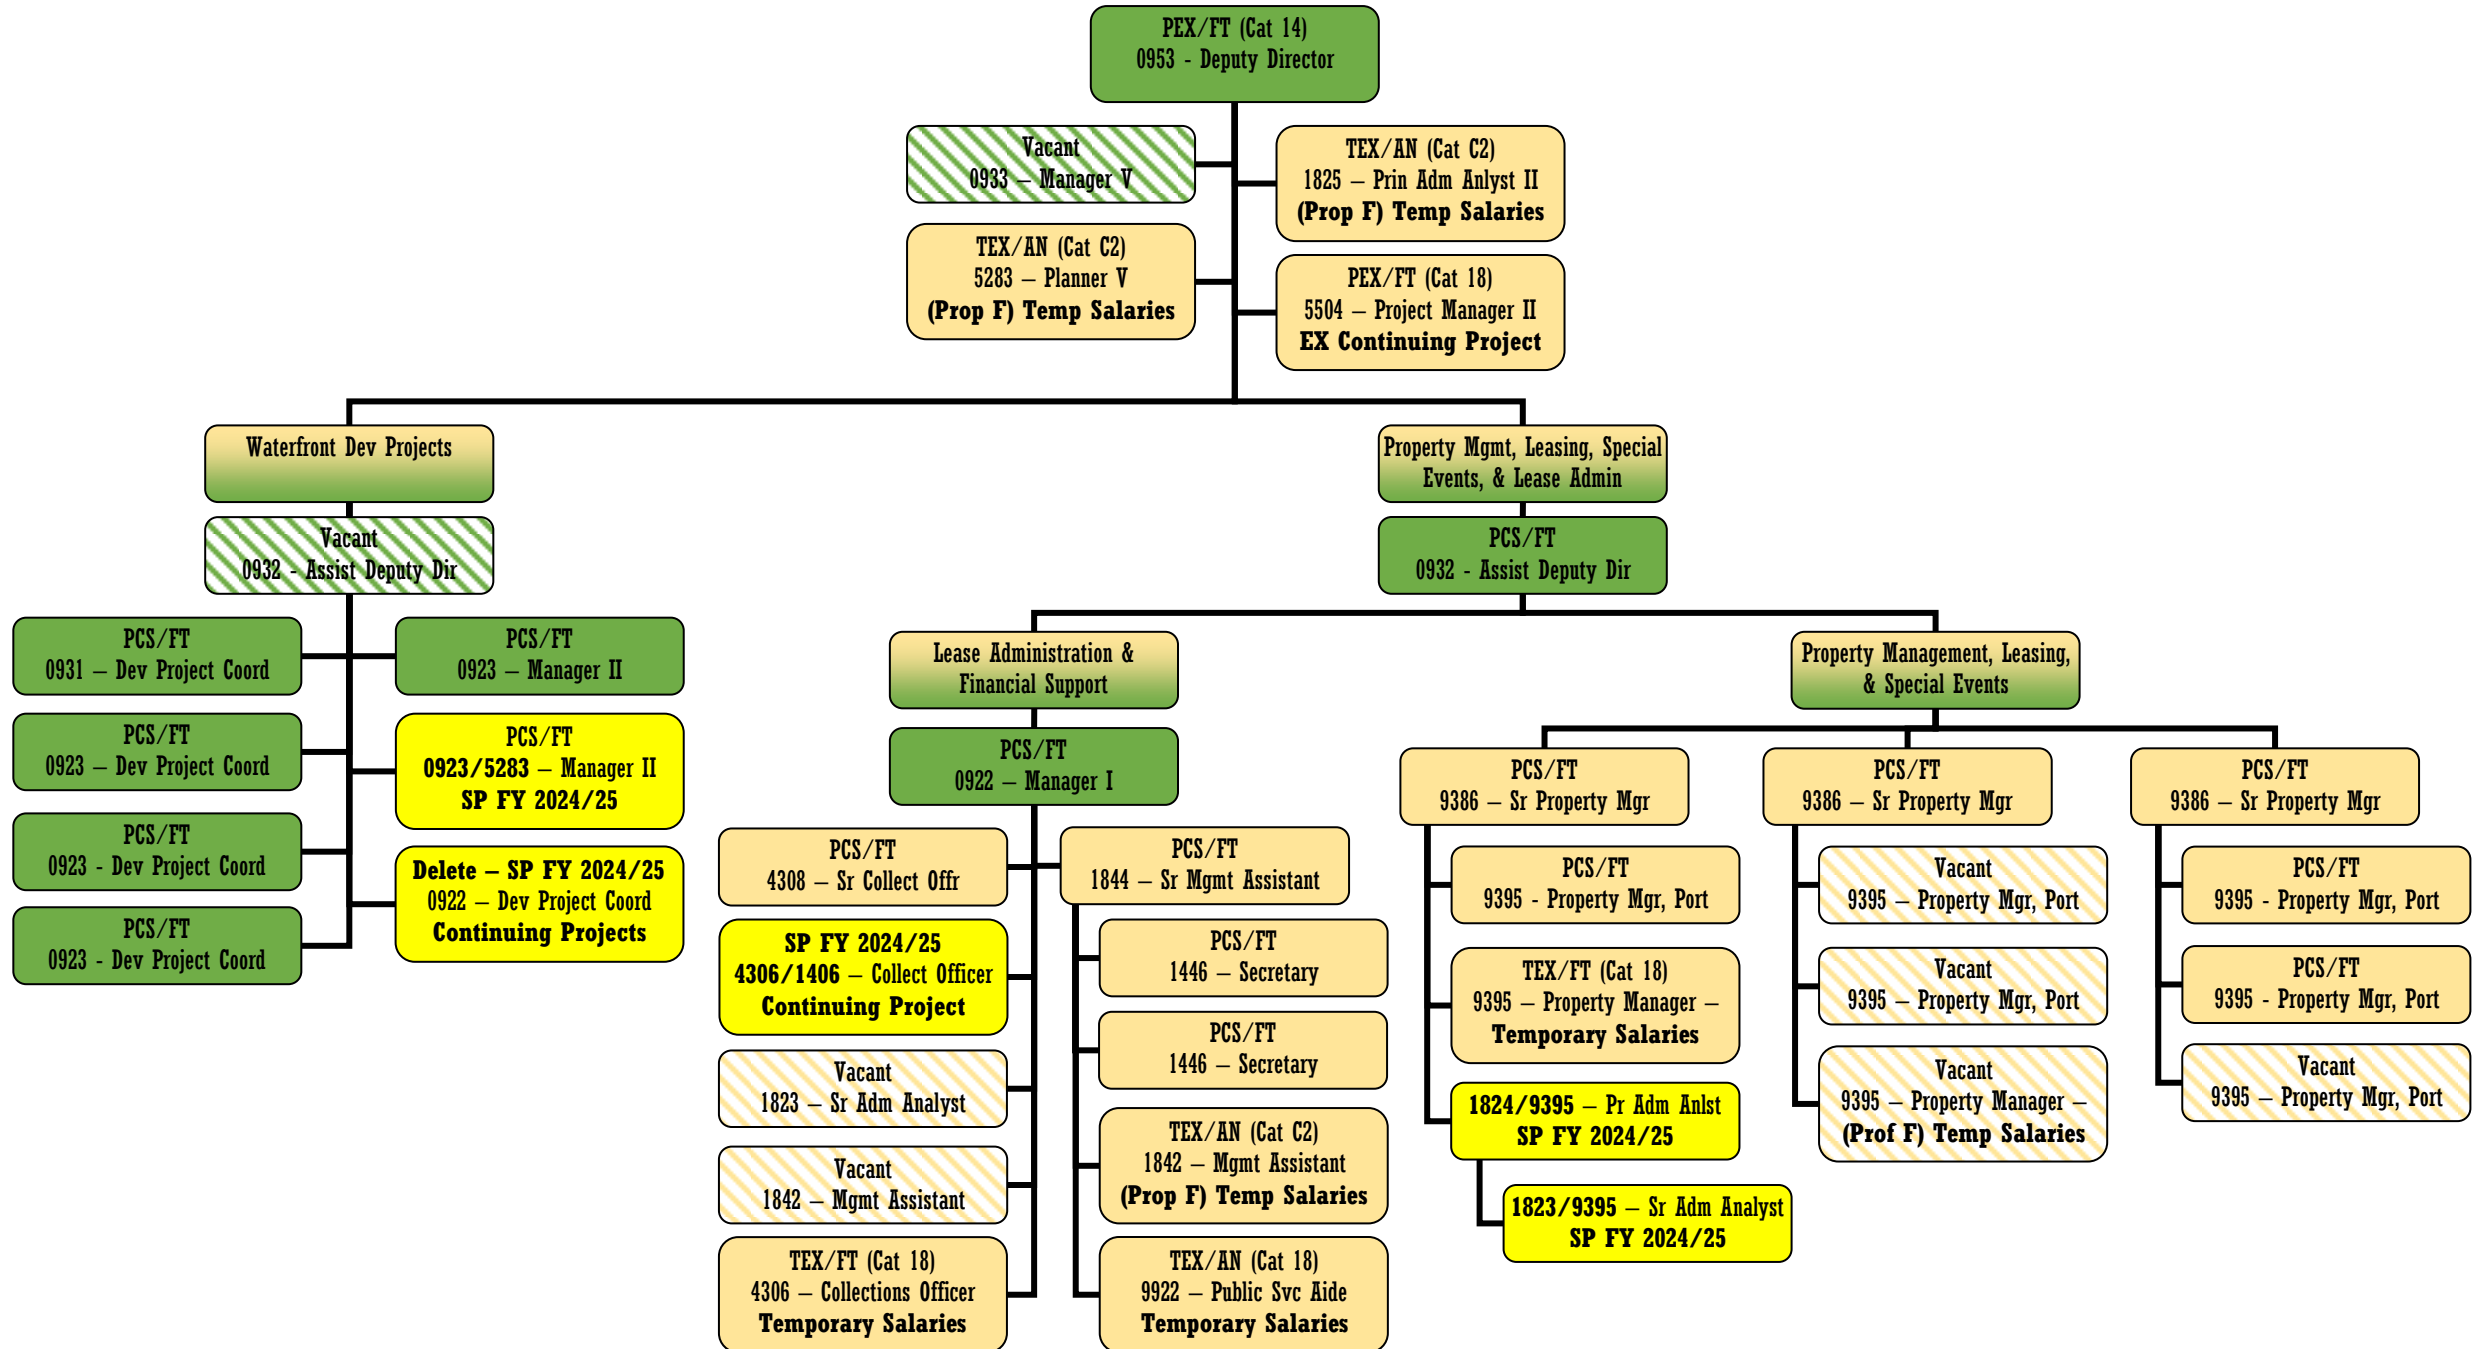 PEX/FT (Cat 14)
0953 - Deputy Director
Vacant
0933 – Manager V
TEX/AN (Cat C2)
1825 – Prin Adm Anlyst II
(Prop F) Temp Salaries
TEX/AN (Cat C2)
5283 – Planner V
(Prop F) Temp Salaries
PEX/FT (Cat 18)
5504 – Project Manager II
EX Continuing Project
Waterfront Dev Projects
Vacant
0932 - Assist Deputy Dir
PCS/FT
0931 – Dev Project Coord
PCS/FT
0923 – Manager II
PCS/FT
0923 – Dev Project Coord
PCS/FT
0923/5283 – Manager II
SP FY 2024/25
PCS/FT
0923 - Dev Project Coord
Delete – SP FY 2024/25
0922 – Dev Project Coord
Continuing Projects
PCS/FT
0923 - Dev Project Coord
Property Mgmt, Leasing, Special
Events, & Lease Admin
PCS/FT
0932 - Assist Deputy Dir
Lease Administration &
Financial Support
PCS/FT
0922 – Manager I
PCS/FT
4308 – Sr Collect Offr
SP FY 2024/25
4306/1406 – Collect Officer
Continuing Project
Vacant
1823 – Sr Adm Analyst
Vacant
1842 – Mgmt Assistant
TEX/FT (Cat 18)
4306 – Collections Officer
Temporary Salaries
PCS/FT
1844 – Sr Mgmt Assistant
PCS/FT
1446 – Secretary
PCS/FT
1446 – Secretary
TEX/AN (Cat C2)
1842 – Mgmt Assistant
(Prop F) Temp Salaries
TEX/AN (Cat 18)
9922 – Public Svc Aide
Temporary Salaries
Property Management, Leasing,
& Special Events
PCS/FT
9386 – Sr Property Mgr
PCS/FT
9395 - Property Mgr, Port
TEX/FT (Cat 18)
9395 – Property Manager –
Temporary Salaries
1824/9395 – Pr Adm Anlst
SP FY 2024/25
1823/9395 – Sr Adm Analyst
SP FY 2024/25
PCS/FT
9386 – Sr Property Mgr
Vacant
9395 – Property Mgr, Port
Vacant
9395 – Property Mgr, Port
Vacant
9395 – Property Manager –
(Prof F) Temp Salaries
PCS/FT
9386 – Sr Property Mgr
PCS/FT
9395 - Property Mgr, Port
PCS/FT
9395 - Property Mgr, Port
Vacant
9395 – Property Mgr, Port